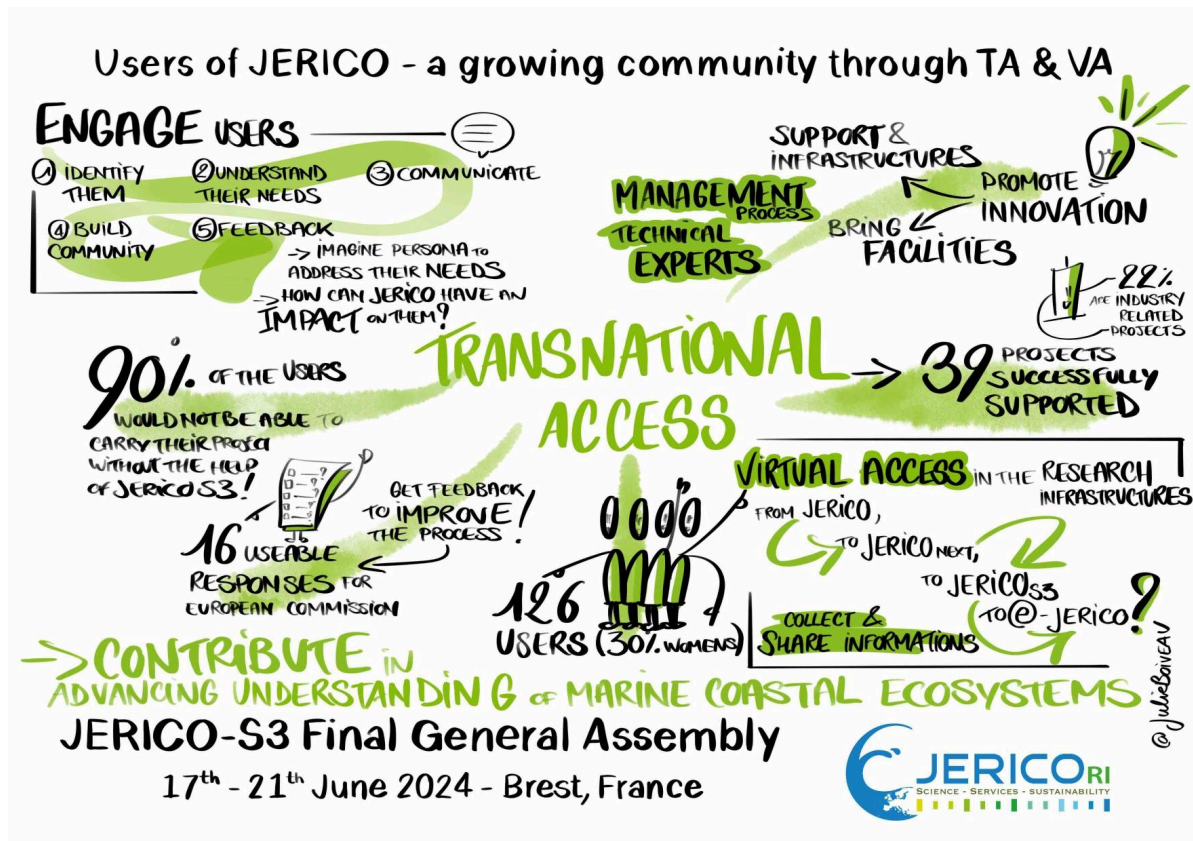 Users of JERICO - a growing community through TA & VA
ENGAGE USERS
① IDENTIFY
THEM
② UNDERSTAND
THEIR NEEDS
③ COMMUNICATE
④ BUILD
COMMUNITY
⑤ FEEDBACK
-> IMAGINE PERSONA TO
ADDRESS THEIR NEEDS
-> HOW CAN JERICO HAVE AN
IMPACT ON THEM?
SUPPORT &
INFRASTRUCTURES
MANAGEMENT
PROCESS
TECHNICAL
EXPERTS
PROMOTE
INNOVATION
BRING
FACILITIES
22%
ARE INDUSTRY
RELATED
PROJECTS
TRANSNATIONAL
ACCESS
-> 39 PROJECTS
SUCCESSFULLY
SUPPORTED
90% OF THE USERS
WOULD NOT BE ABLE TO
CARRY THEIR PROJECT
WITHOUT THE HELP
OF JERICO S3!
16 USEABLE
RESPONSES FOR
EUROPEAN COMMISSION
GET FEEDBACK
TO IMPROVE
THE PROCESS!
126
USERS (30% WOMENS)
VIRTUAL ACCESS IN THE RESEARCH
INFRASTRUCTURES
FROM JERICO,
TO JERICO NEXT,
TO JERICO S3
TO @-JERICO?
COLLECT &
SHARE INFORMATIONS
-> CONTRIBUTE IN
ADVANCING UNDERSTANDING OF MARINE COASTAL ECOSYSTEMS
@JulieBoiveau
JERICO-S3 Final General Assembly
17th - 21th June 2024 - Brest, France
JERICO RI
SCIENCE - SERVICES - SUSTAINABILITY